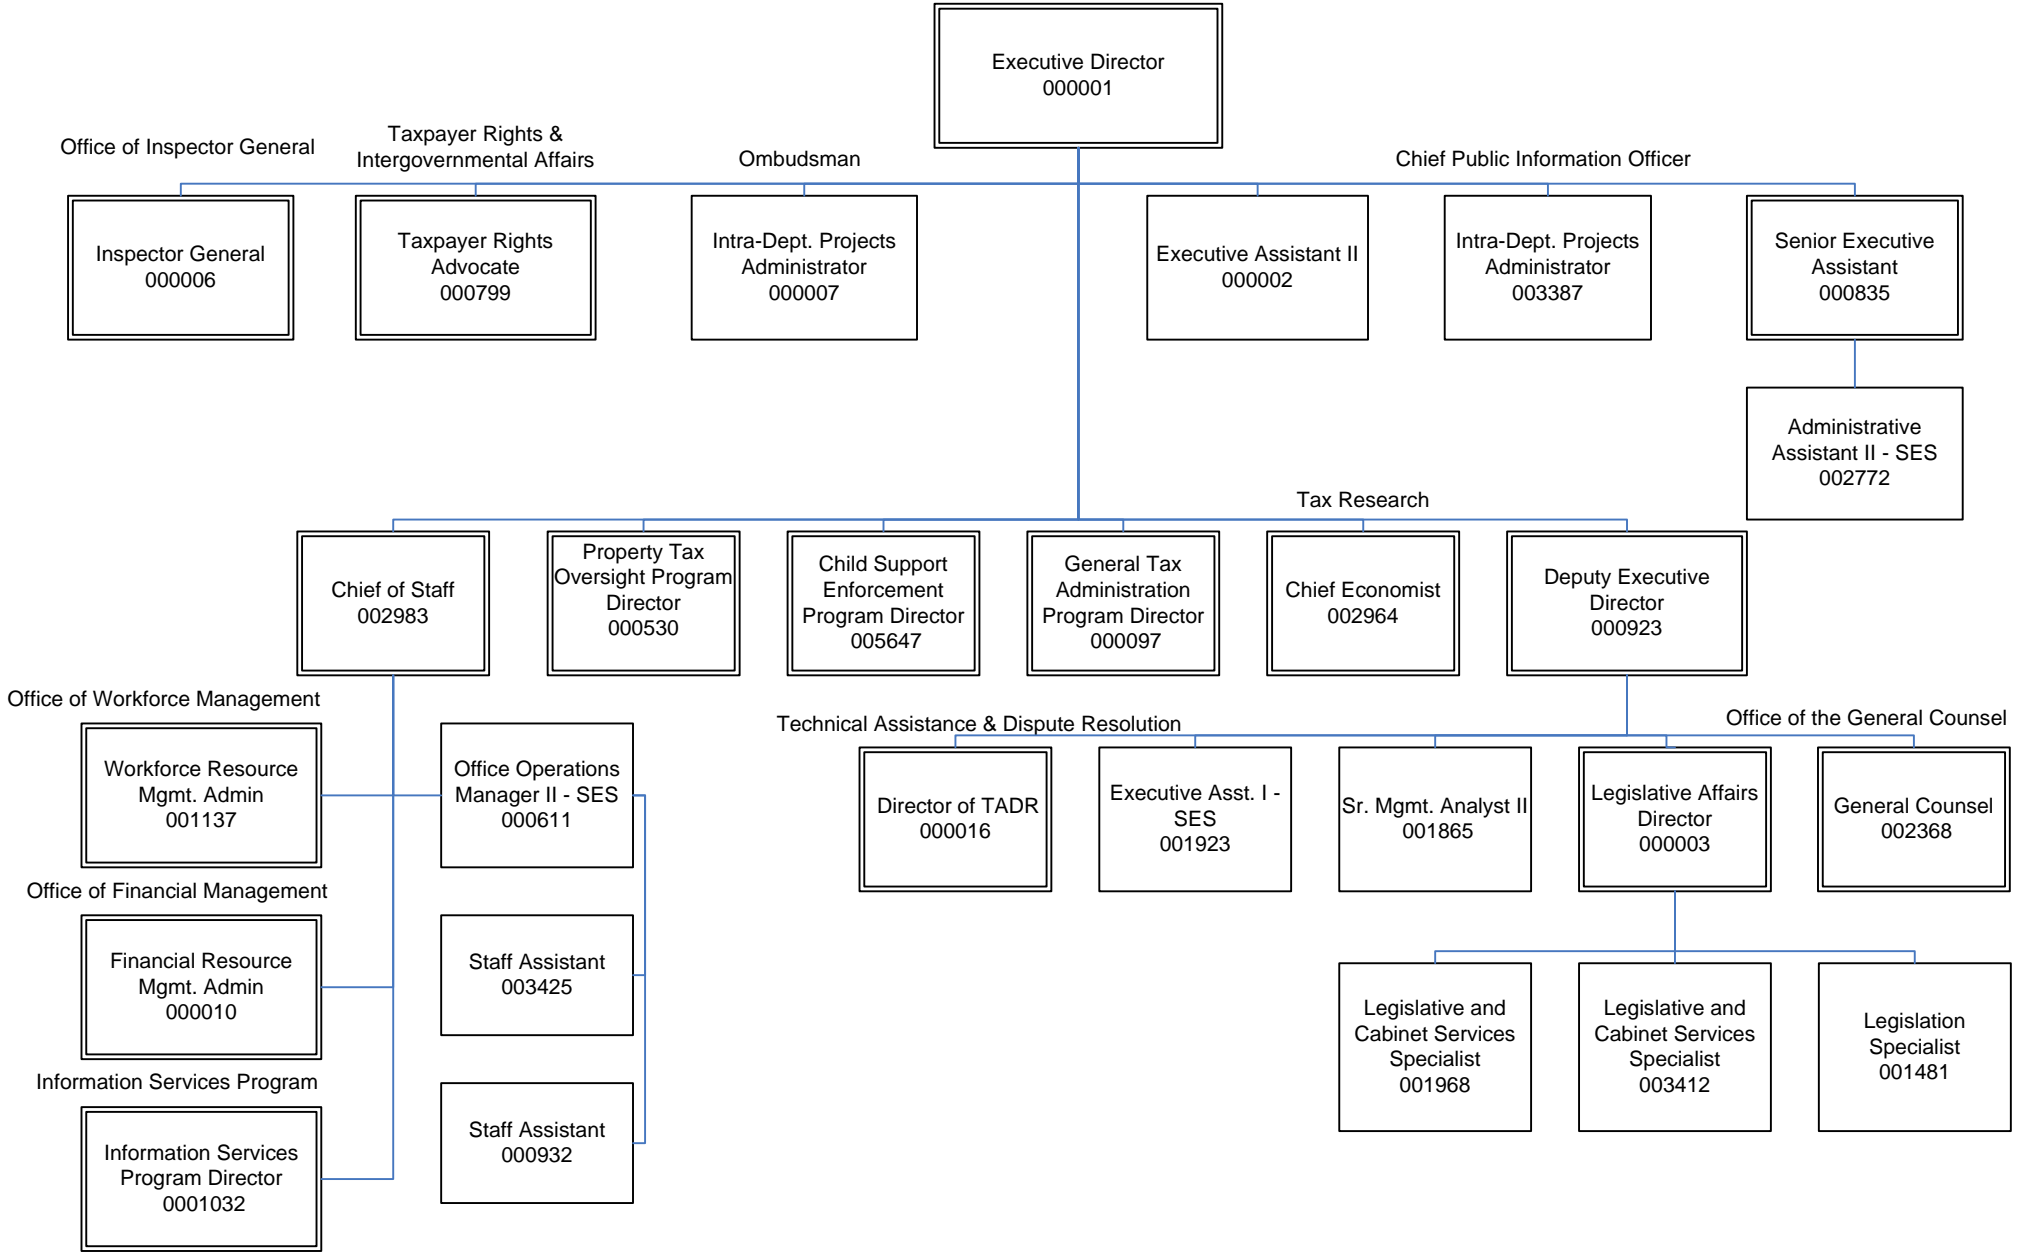 Executive Director
000001
Office of Inspector General
Taxpayer Rights &
Intergovernmental Affairs
Ombudsman
Chief Public Information Officer
Inspector General
000006
Taxpayer Rights
Advocate
000799
Intra-Dept. Projects
Administrator
000007
Executive Assistant II
000002
Intra-Dept. Projects
Administrator
003387
Senior Executive
Assistant
000835
Administrative
Assistant II - SES
002772
Tax Research
Chief of Staff
002983
Property Tax
Oversight Program
Director
000530
Child Support
Enforcement
Program Director
005647
General Tax
Administration
Program Director
000097
Chief Economist
002964
Deputy Executive
Director
000923
Office of Workforce Management
Workforce Resource
Mgmt. Admin
001137
Office Operations
Manager II - SES
000611
Office of Financial Management
Financial Resource
Mgmt. Admin
000010
Staff Assistant
003425
Information Services Program
Information Services
Program Director
0001032
Staff Assistant
000932
Technical Assistance & Dispute Resolution
Office of the General Counsel
Director of TADR
000016
Executive Asst. I -
SES
001923
Sr. Mgmt. Analyst II
001865
Legislative Affairs
Director
000003
General Counsel
002368
Legislative and
Cabinet Services
Specialist
001968
Legislative and
Cabinet Services
Specialist
003412
Legislation
Specialist
001481